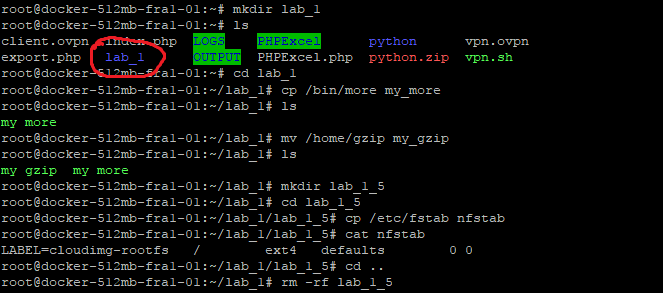 root@docker-512mb-fra1-01:~# mkdir lab_1
root@docker-512mb-fra1-01:~# ls
client.ovpn index.php LOGS PHPExcel python vpn.ovpn
export.php lab_1 OUTPUT PHPExcel.php python.zip vpn.sh
root@docker-512mb-fra1-01:~# cd lab_1
root@docker-512mb-fra1-01:~/lab_1# cp /bin/more my_more
root@docker-512mb-fra1-01:~/lab_1# ls
my more
root@docker-512mb-fra1-01:~/lab_1# mv /home/gzip my_gzip
root@docker-512mb-fra1-01:~/lab_1# ls
my gzip my more
root@docker-512mb-fra1-01:~/lab_1# mkdir lab_1_5
root@docker-512mb-fra1-01:~/lab_1# cd lab_1_5
root@docker-512mb-fra1-01:~/lab_1/lab_1_5# cp /etc/fstab nfstab
root@docker-512mb-fra1-01:~/lab_1/lab_1_5# cat nfstab
LABEL=cloudimg-rootfs / ext4 defaults 0 0
root@docker-512mb-fra1-01:~/lab_1/lab_1_5# cd ..
root@docker-512mb-fra1-01:~/lab_1# rm -rf lab_1_5